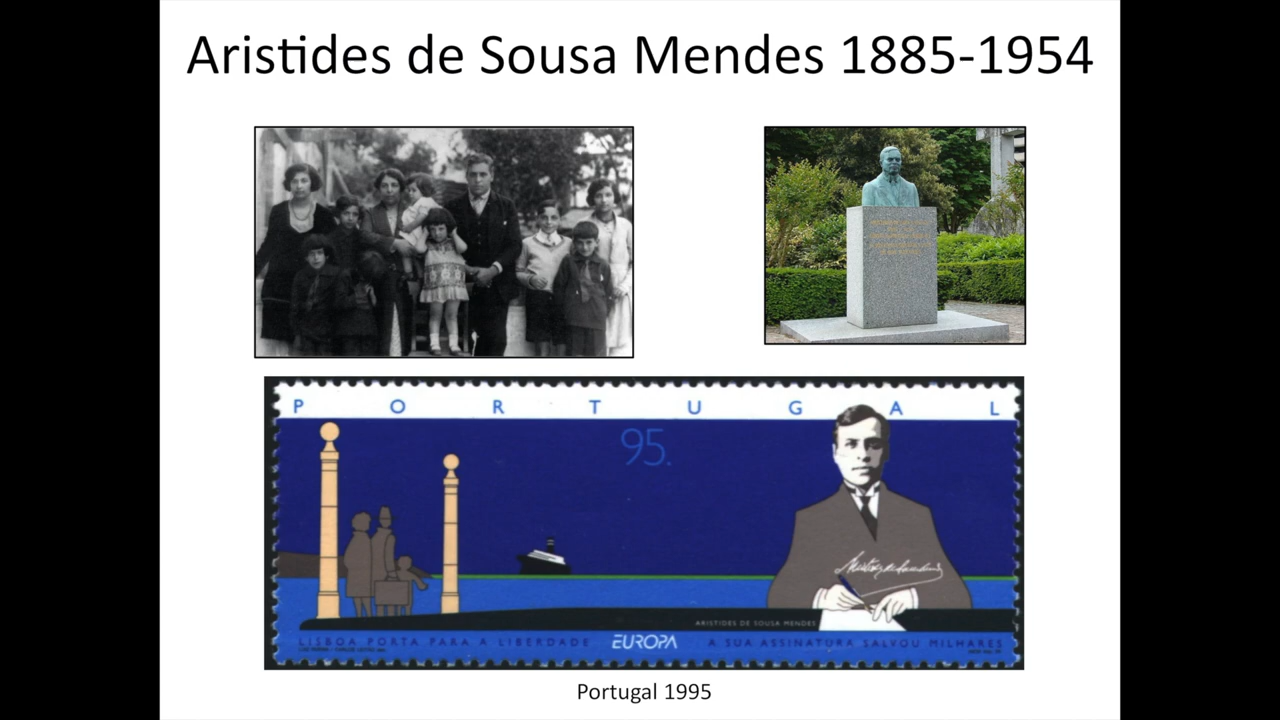 Aristides de Sousa Mendes 1885-1954
PORTUGAL
95.
ARISTIDES DE SOUSA MENDES
LISBOA PORTA PARA A LIBERDADE EUROPA A SUA ASSINATURA SALVOU MILHARES
Portugal 1995